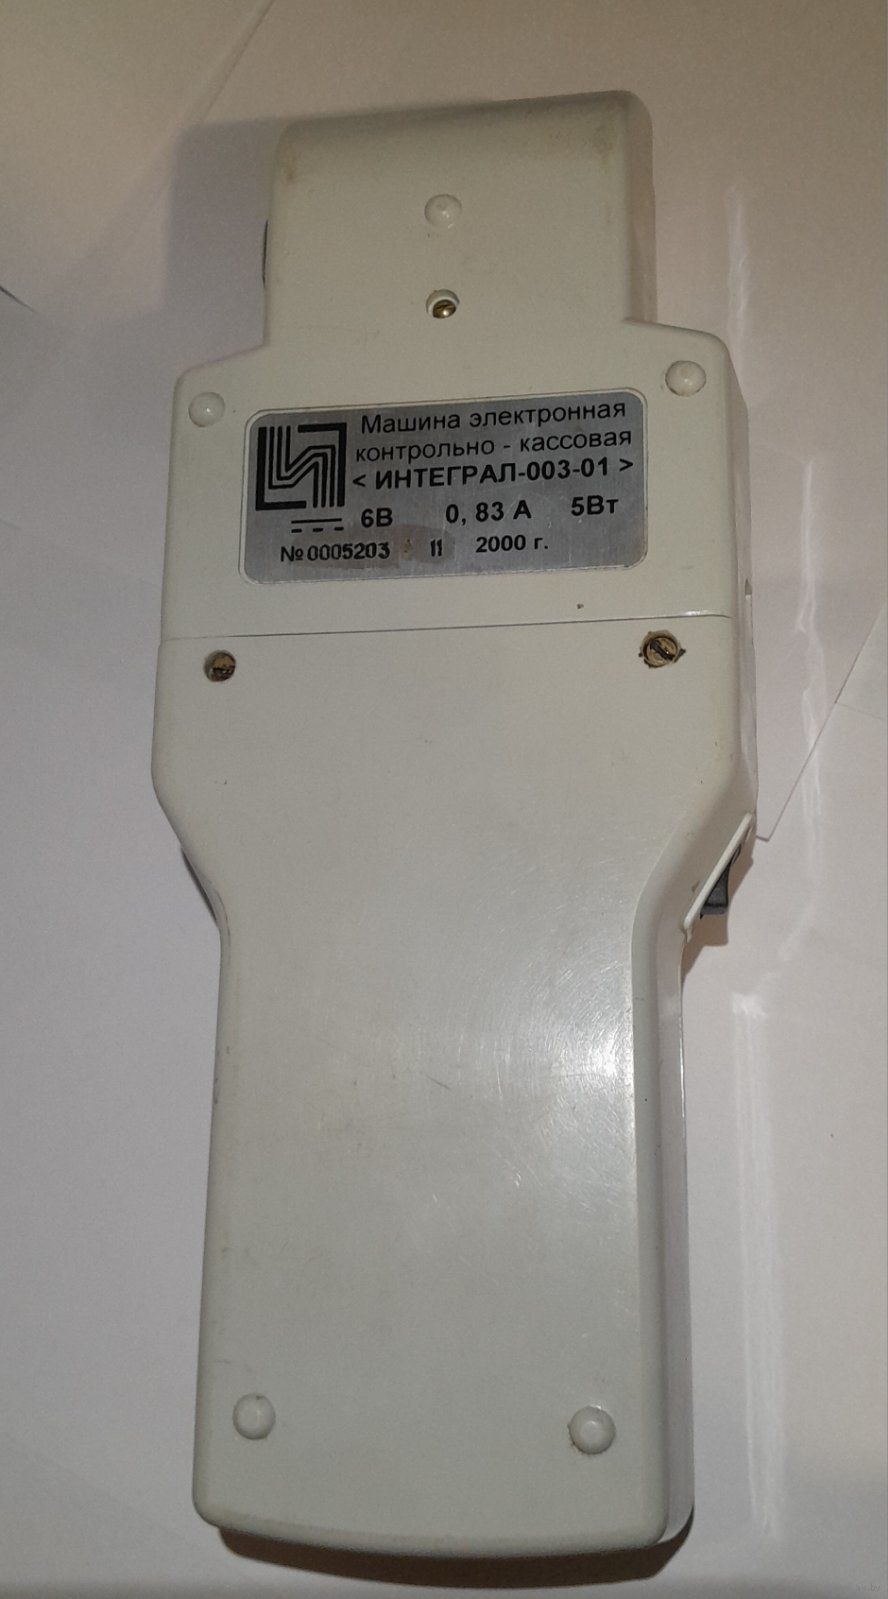 Машина электронная
контрольно - кассовая
< ИНТЕГРАЛ-003-01 >
6В 0, 83 А 5Вт
№ 0005203 11 2000 г.